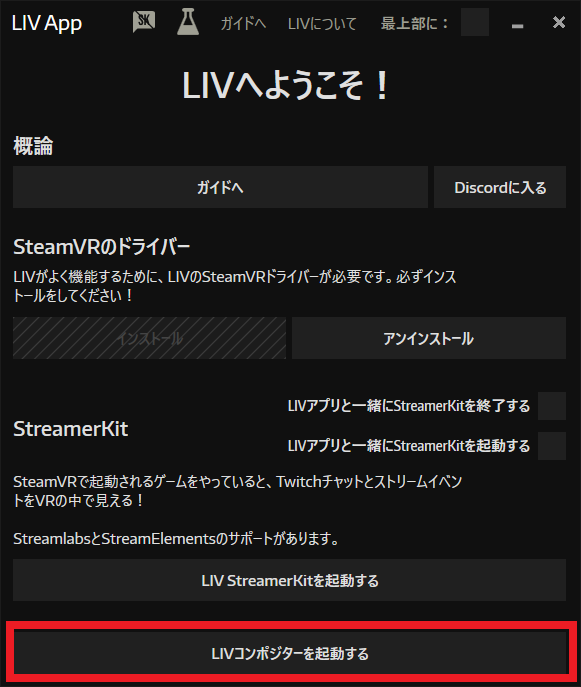 LIV App SK ガイドへ LIVについて 最上部に：
LIVへようこそ！
概論
ガイドへ Discordに入る
SteamVRのドライバー
LIVがよく機能するために、LIVのSteamVRドライバーが必要です。必ずインス
トールをしてください！
インストール アンインストール
LIVアプリと一緒にStreamerKitを終了する
StreamerKit
LIVアプリと一緒にStreamerKitを起動する
SteamVRで起動されるゲームをやっていると、Twitchチャットとストリームイベン
トをVRの中で見える！
StreamlabsとStreamElementsのサポートがあります。
LIV StreamerKitを起動する
LIVコンポジターを起動する